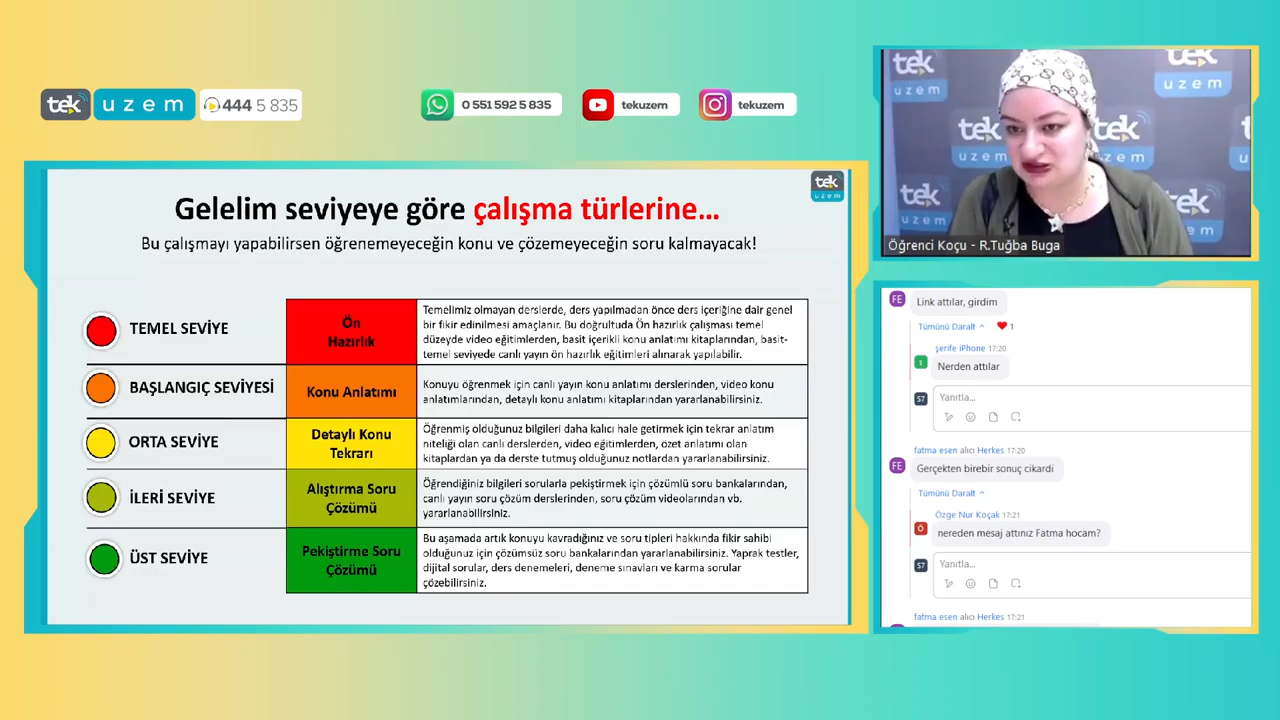 tek uzem 444 5 835
0 551 592 5 835
tekuzem
tekuzem
tek
uzem
Gelelim seviyeye göre çalışma türlerine...
Bu çalışmayı yapabilirsen öğrenemeyeceğin konu ve çözemeyeceğin soru kalmayacak!
TEMEL SEVİYE
Ön
Hazırlık
Temelimiz olmayan derslerde, ders yapılmadan önce ders içeriğine dair genel
bir fikir edinilmesi amaçlanır. Bu doğrultuda Ön hazırlık çalışması temel
düzeyde video eğitimlerden, basit içerikli konu anlatımı kitaplarından, basit-
temel seviyede canlı yayın ön hazırlık eğitimleri alınarak yapılabilir.
BAŞLANGIÇ SEVİYESİ
Konu Anlatımı
Konuyu öğrenmek için canlı yayın konu anlatımı derslerinden, video konu
anlatımlarından, detaylı konu anlatımı kitaplarından yararlanabilirsiniz.
ORTA SEVİYE
Detaylı Konu
Tekrarı
Öğrenmiş olduğunuz bilgileri daha kalıcı hale getirmek için tekrar anlatım
niteliği olan canlı derslerden, video eğitimlerden, özet anlatımı olan
kitaplardan ya da derste tutmuş olduğunuz notlardan yararlanabilirsiniz.
İLERİ SEVİYE
Alıştırma Soru
Çözümü
Öğrendiğiniz bilgileri sorularla pekiştirmek için çözümlü soru bankalarından,
canlı yayın soru çözüm derslerinden, soru çözüm videolarından vb.
yararlanabilirsiniz.
ÜST SEVİYE
Pekiştirme Soru
Çözümü
Bu aşamada artık konuyu kavradığınız ve soru tipleri hakkında fikir sahibi
olduğunuz için çözümsüz soru bankalarından yararlanabilirsiniz. Yaprak testler,
dijital sorular, ders denemeleri, deneme sınavları ve karma sorular
çözebilirsiniz.
tek
uzem
tek
uzem
tek
uzem
tek
uzem
tek
uzem
Öğrenci Koçu - R.Tuğba Buga
FE
Link attılar, girdim
Tümünü Daralt
1
şerife iPhone 17:20
1
Nerden attılar
S7
Yanıtla...
fatma esen alıcı Herkes 17:20
FE
Gerçekten birebir sonuç cikardi
Tümünü Daralt
Özge Nur Koçak 17:21
Ö
nereden mesaj attınız Fatma hocam?
S7
Yanıtla...
fatma esen alıcı Herkes 17:21